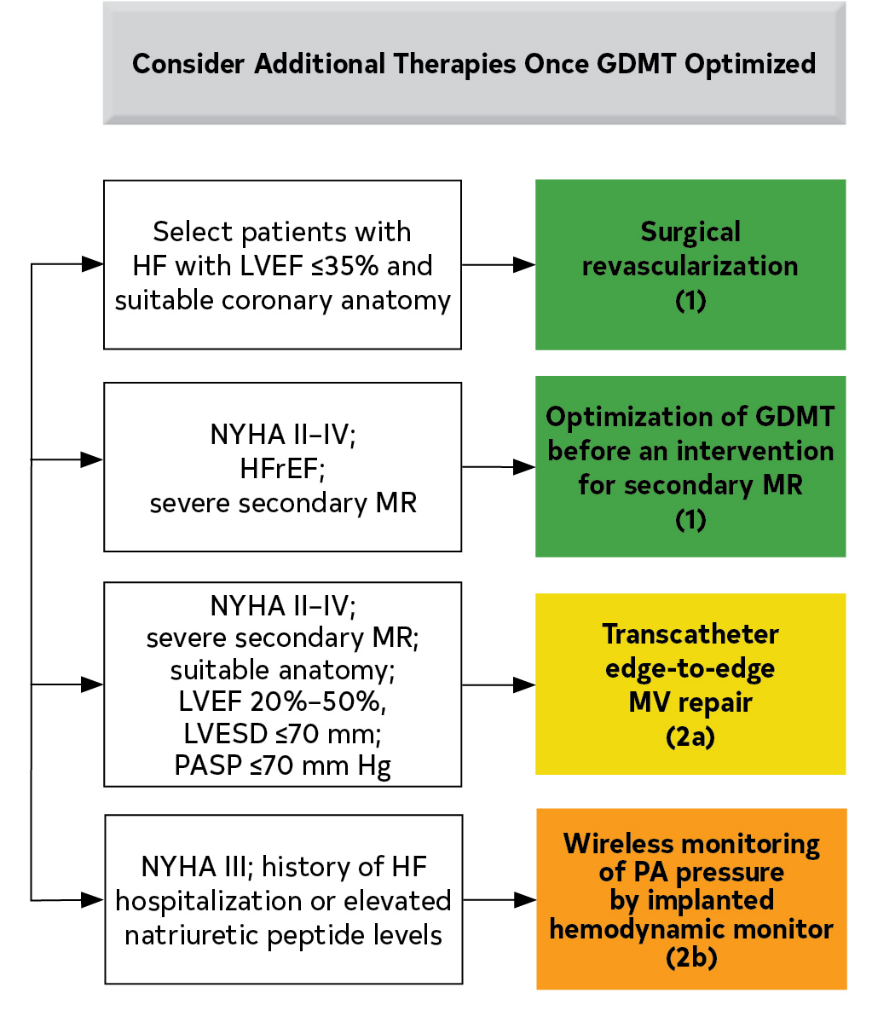 Consider Additional Therapies Once GDMT Optimized
Select patients with
HF with LVEF ≤35% and
suitable coronary anatomy
Surgical
revascularization
(1)
NYHA II–IV;
HFrEF;
severe secondary MR
Optimization of GDMT
before an intervention
for secondary MR
(1)
NYHA II–IV;
severe secondary MR;
suitable anatomy;
LVEF 20%–50%,
LVESD ≤70 mm;
PASP ≤70 mm Hg
Transcatheter
edge-to-edge
MV repair
(2a)
NYHA III; history of HF
hospitalization or elevated
natriuretic peptide levels
Wireless monitoring
of PA pressure
by implanted
hemodynamic monitor
(2b)